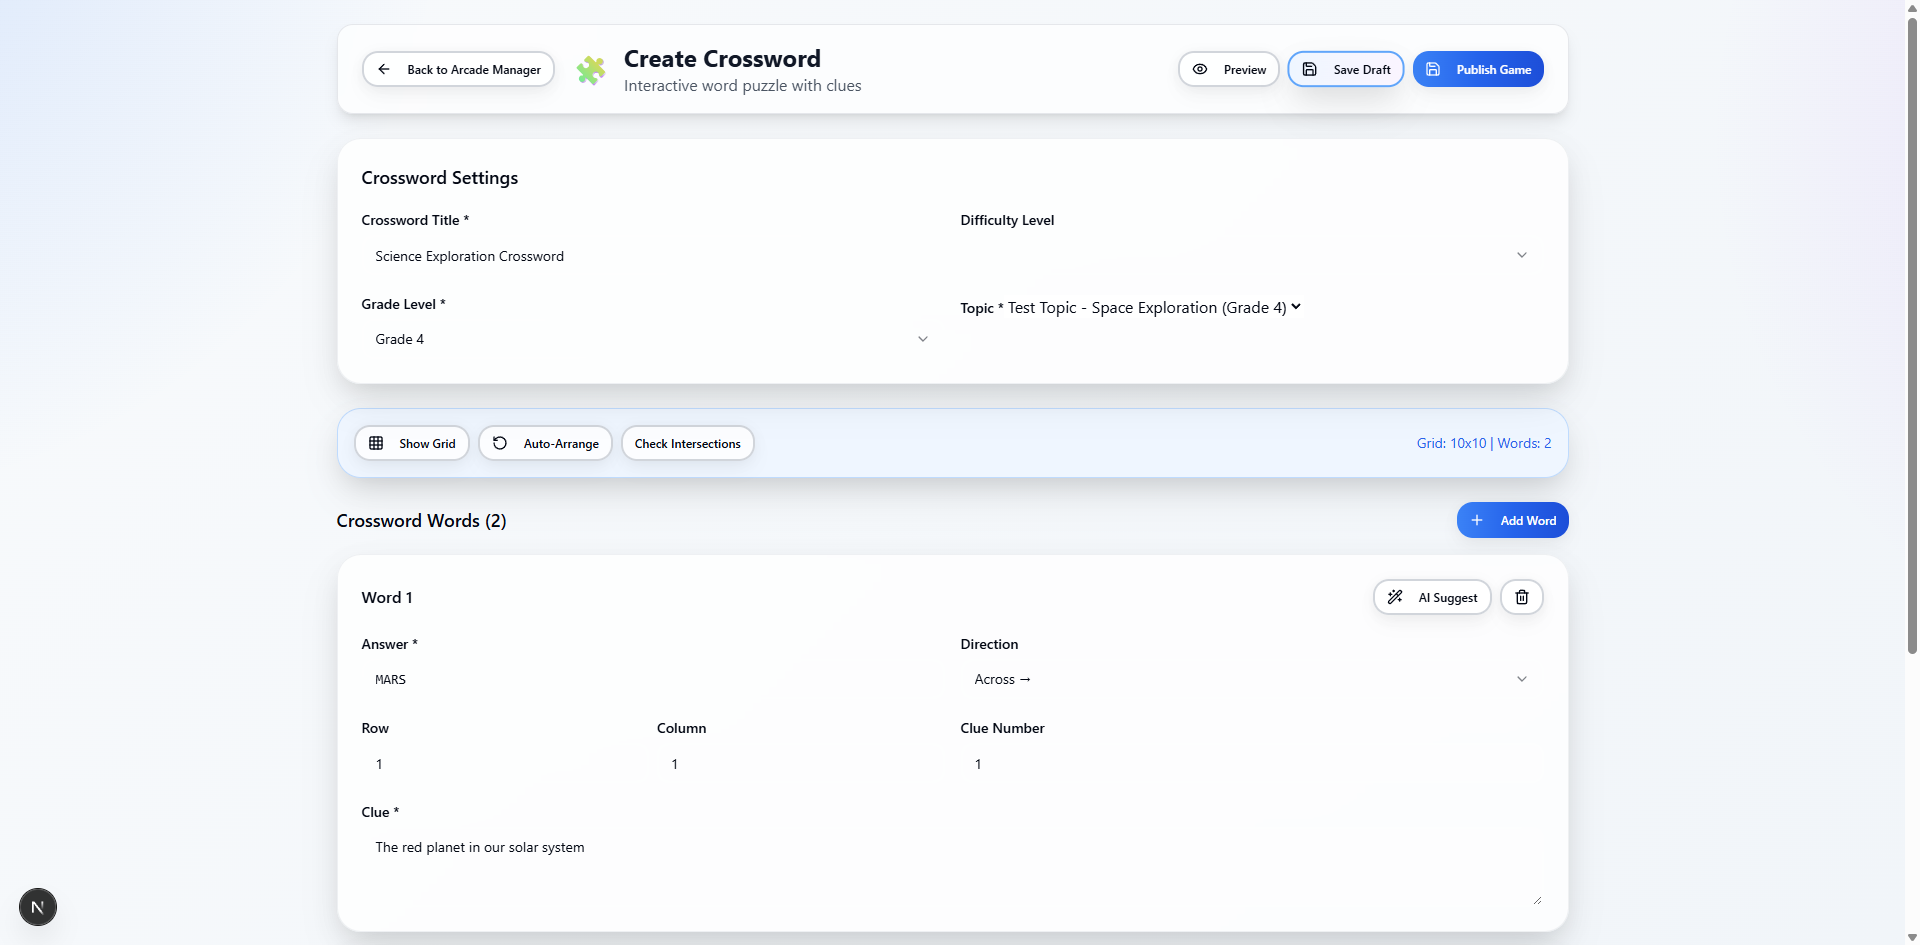 Back to Arcade Manager
Create Crossword
Interactive word puzzle with clues
Preview
Save Draft
Publish Game
Crossword Settings
Crossword Title *
Science Exploration Crossword
Difficulty Level
Grade Level *
Grade 4
Topic * Test Topic - Space Exploration (Grade 4)
Show Grid
Auto-Arrange
Check Intersections
Grid: 10x10 | Words: 2
Crossword Words (2)
+ Add Word
Word 1
AI Suggest
Answer *
MARS
Direction
Across →
Row
1
Column
1
Clue Number
1
Clue *
The red planet in our solar system
N